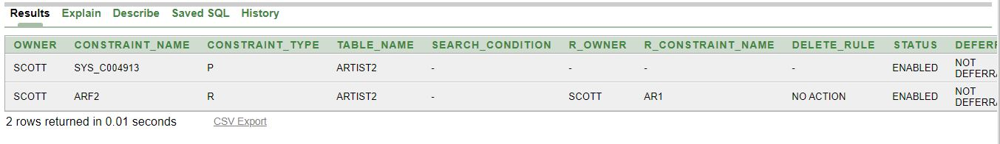 Results Explain Describe Saved SQL History
OWNER CONSTRAINT_NAME CONSTRAINT_TYPE TABLE_NAME SEARCH_CONDITION R_OWNER R_CONSTRAINT_NAME DELETE_RULE STATUS DEFERR
SCOTT SYS_C004913 P ARTIST2 - - - - ENABLED NOT DEFERRA
SCOTT ARF2 R ARTIST2 - SCOTT AR1 NO ACTION ENABLED NOT DEFERRA
2 rows returned in 0.01 seconds CSV Export